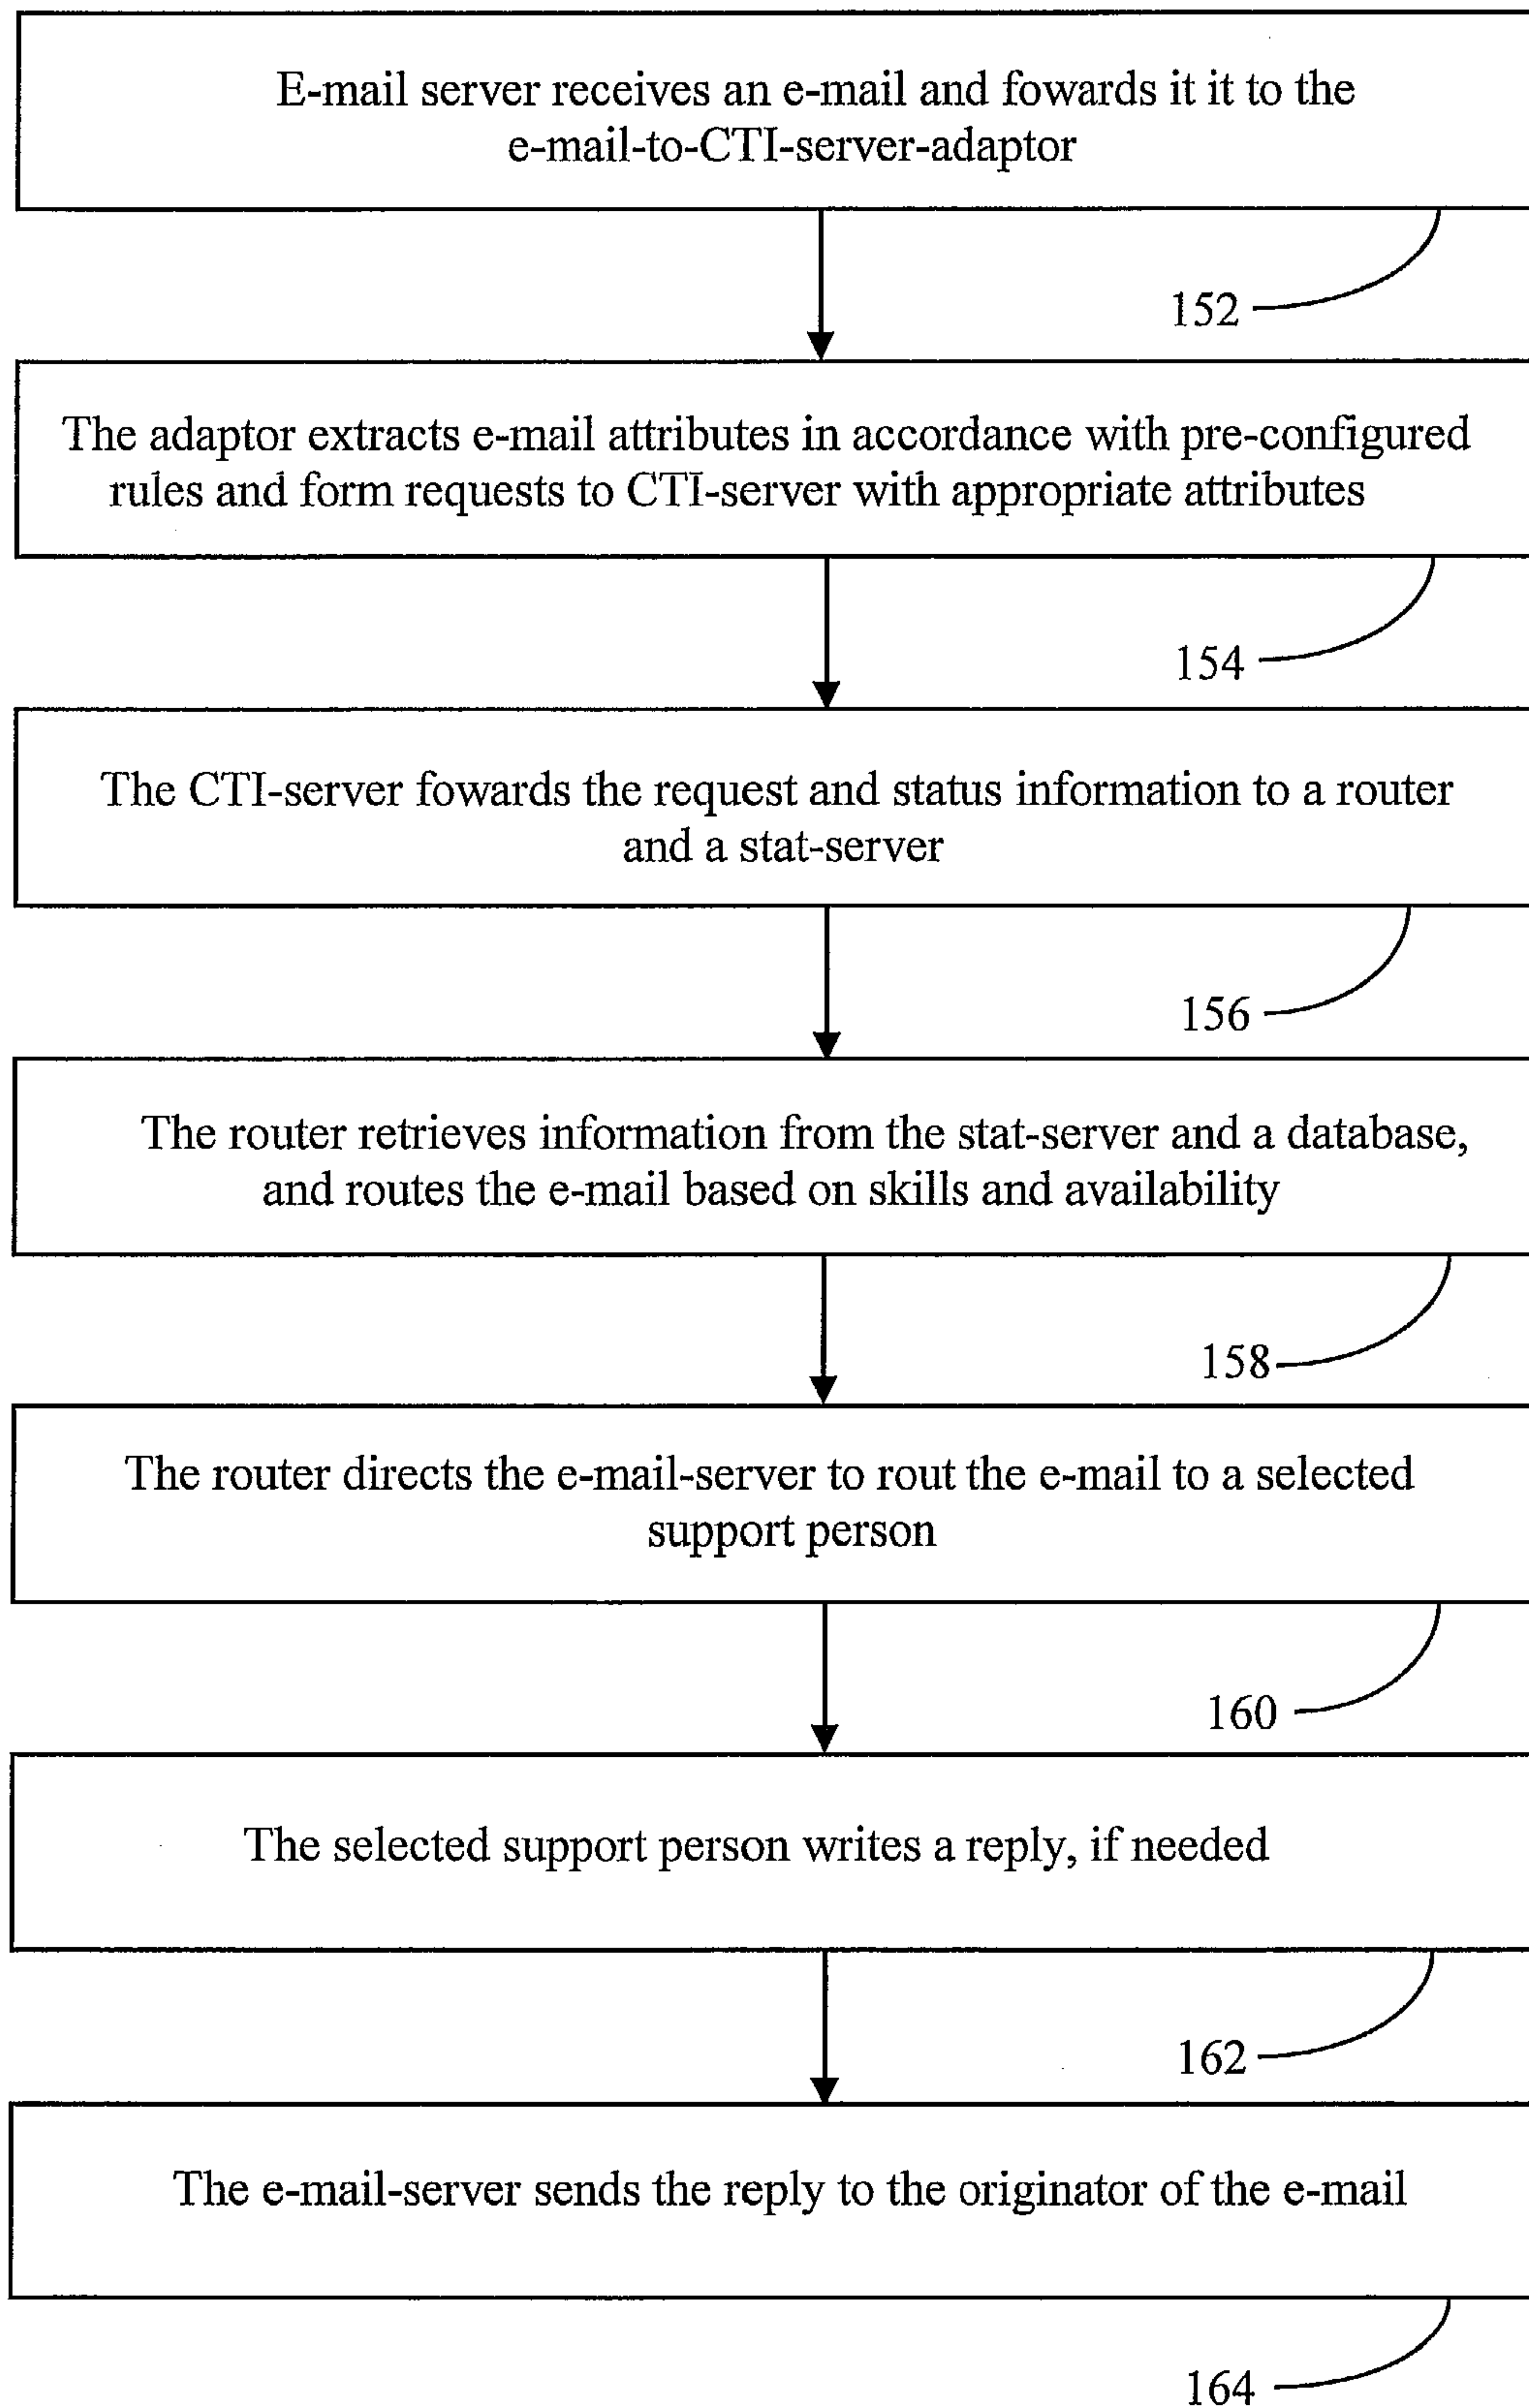 E-mail server receives an e-mail and fowards it it to the
e-mail-to-CTI-server-adaptor
152
The adaptor extracts e-mail attributes in accordance with pre-configured
rules and form requests to CTI-server with appropriate attributes
154
The CTI-server fowards the request and status information to a router
and a stat-server
156
The router retrieves information from the stat-server and a database,
and routes the e-mail based on skills and availability
158
The router directs the e-mail-server to rout the e-mail to a selected
support person
160
The selected support person writes a reply, if needed
162
The e-mail-server sends the reply to the originator of the e-mail
164